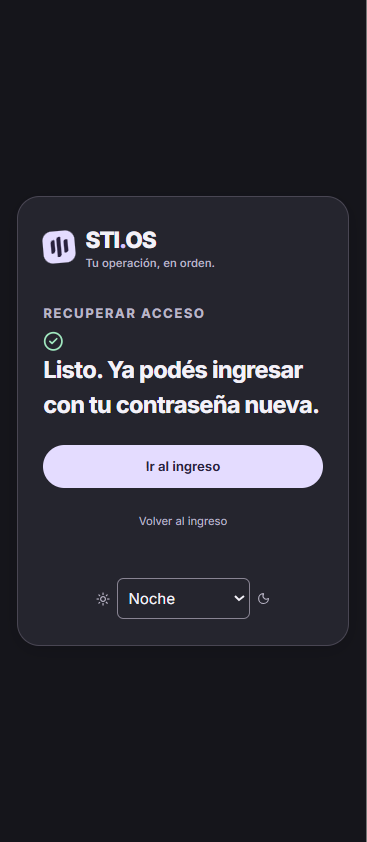 STI.OS
Tu operación, en orden.
RECUPERAR ACCESO
Listo. Ya podés ingresar
con tu contraseña nueva.
Ir al ingreso
Volver al ingreso
Noche